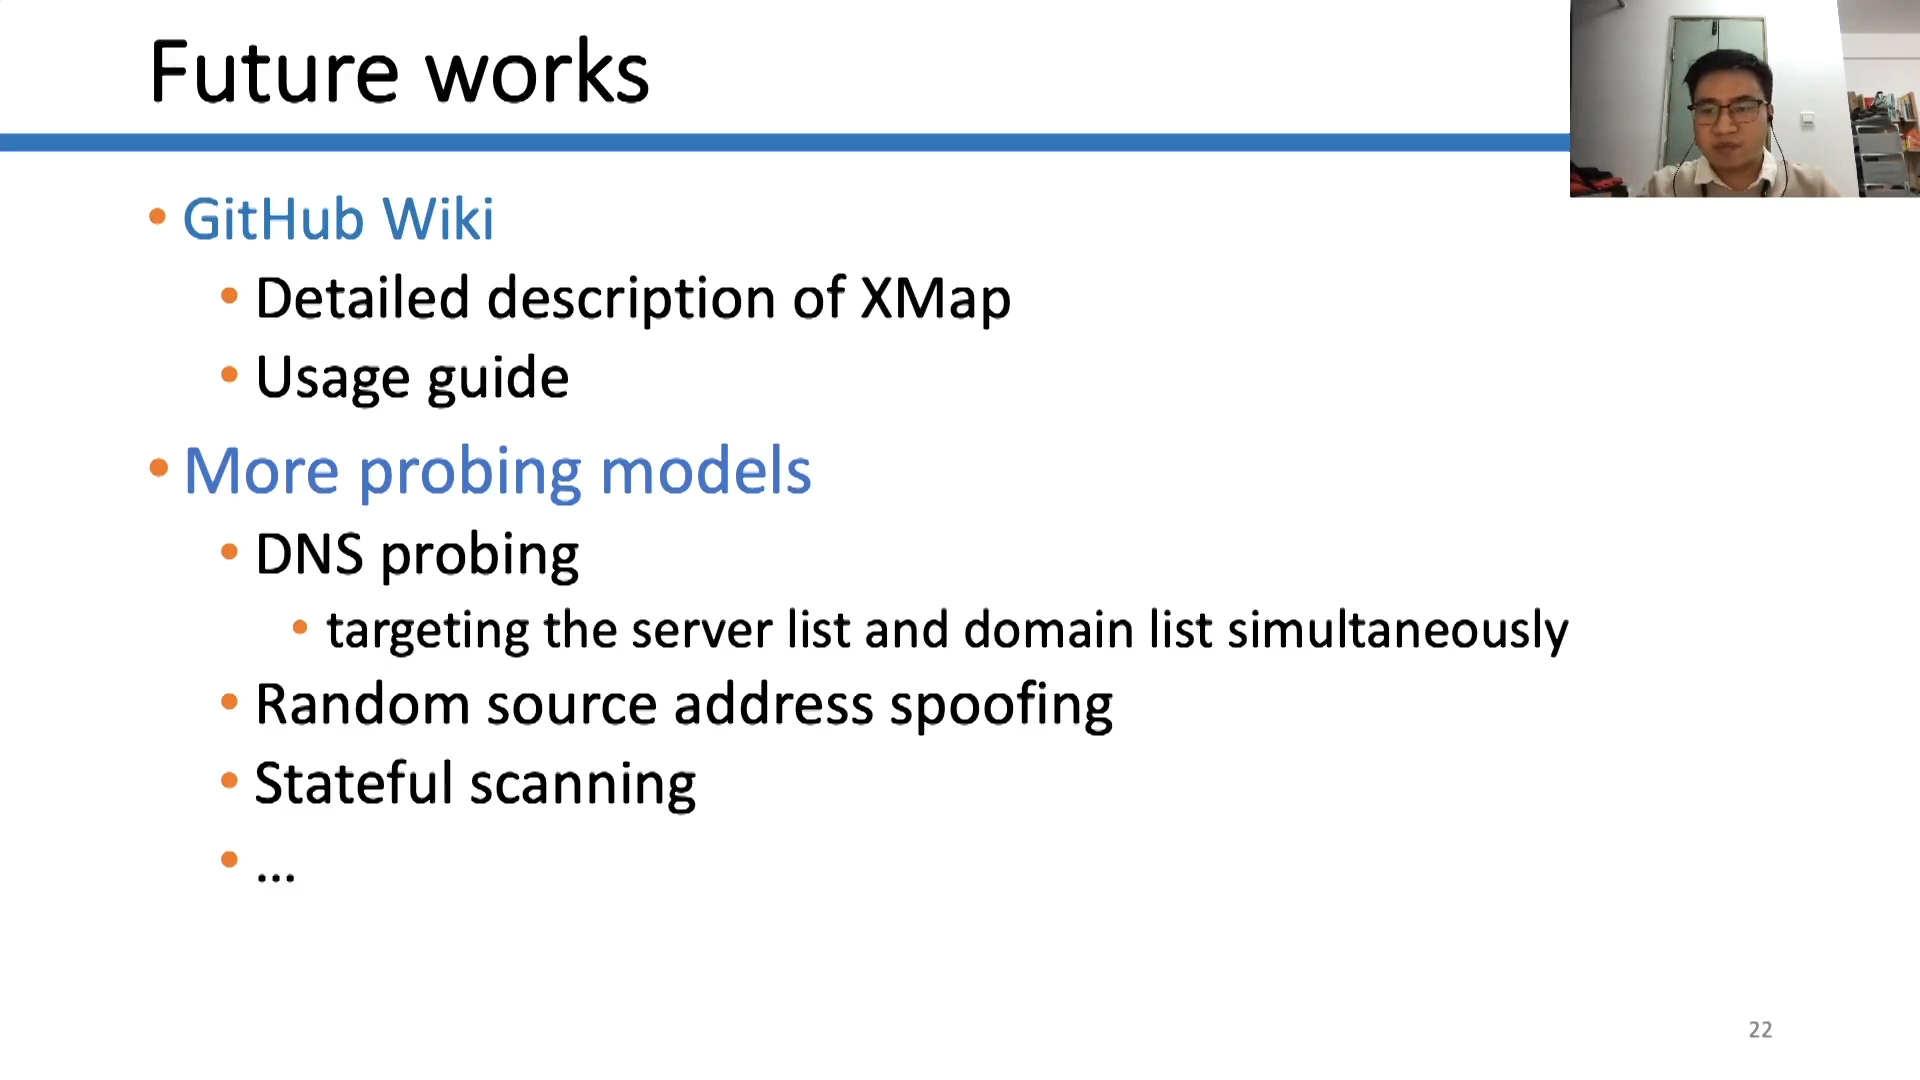 Future works
• GitHub Wiki
• Detailed description of XMap
• Usage guide
• More probing models
• DNS probing
• targeting the server list and domain list simultaneously
• Random source address spoofing
• Stateful scanning
• ...
22